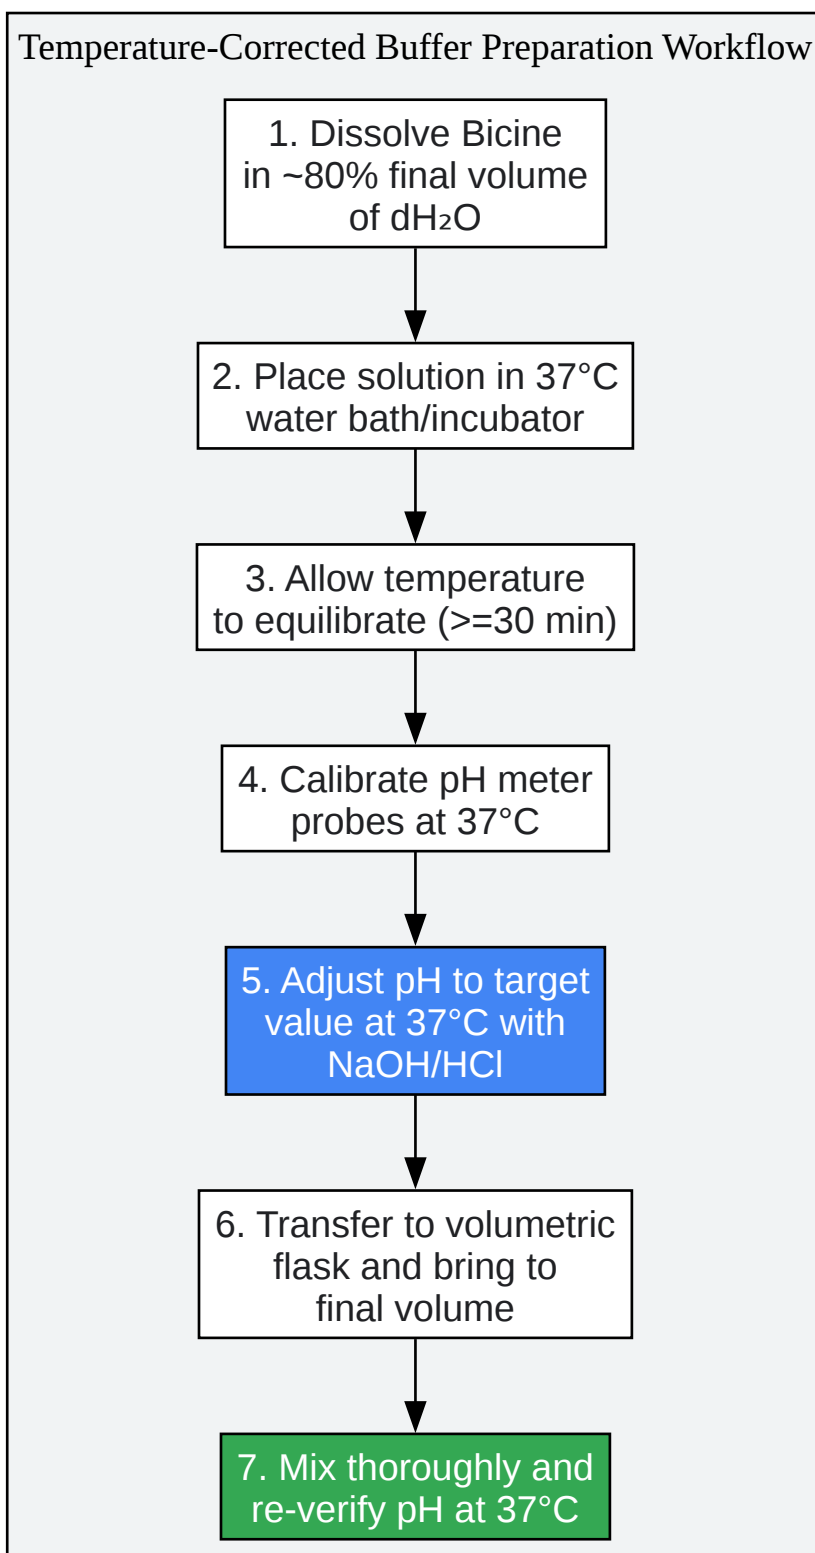 Temperature-Corrected Buffer Preparation Workflow
1. Dissolve Bicine
in ~80% final volume
of dH₂O
2. Place solution in 37°C
water bath/incubator
3. Allow temperature
to equilibrate (>=30 min)
4. Calibrate pH meter
probes at 37°C
5. Adjust pH to target
value at 37°C with
NaOH/HCl
6. Transfer to volumetric
flask and bring to
final volume
7. Mix thoroughly and
re-verify pH at 37°C